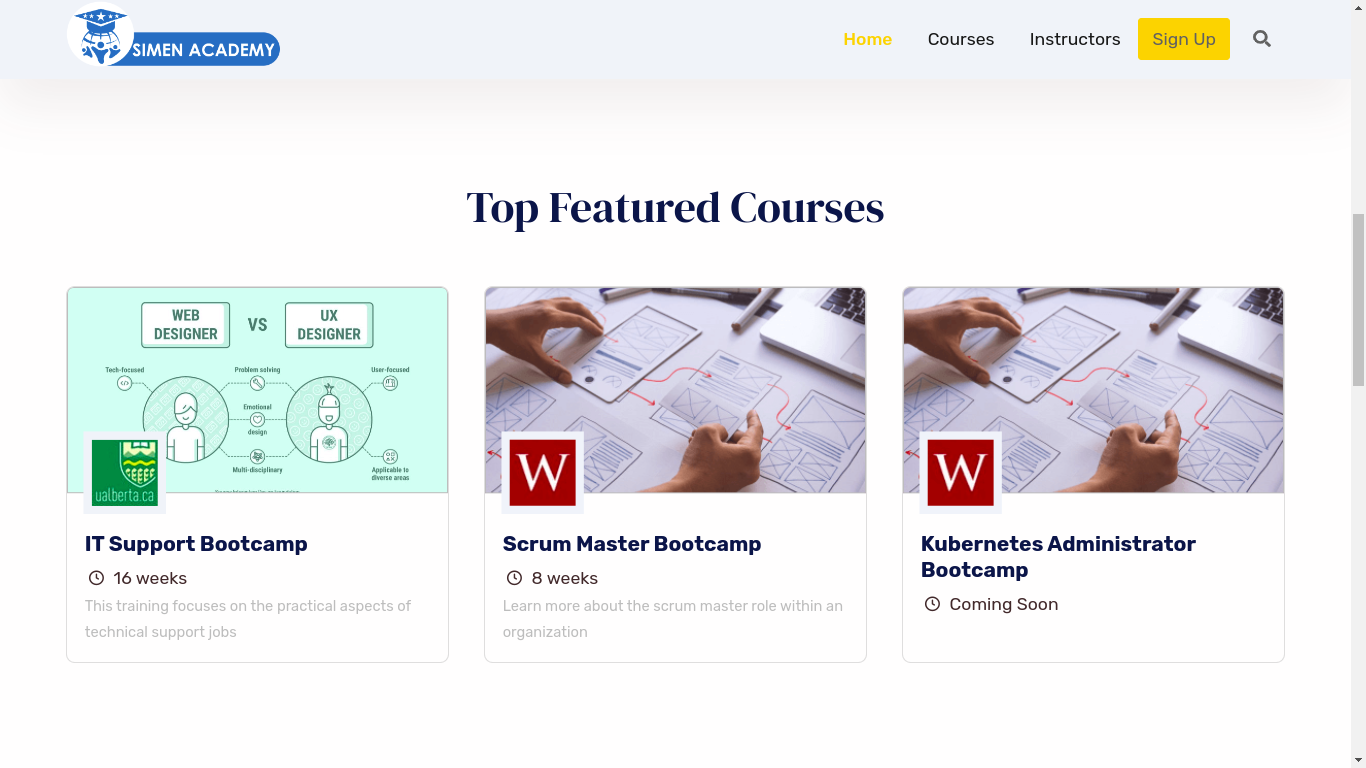 SIMEN ACADEMY
Home
Courses
Instructors
Sign Up
Top Featured Courses
WEB
DESIGNER
VS
UX
DESIGNER
Tech-focused
Problem solving
User-focused
Emotional
design
Multi-disciplinary
Applicable to
diverse areas
ualberta.ca
IT Support Bootcamp
16 weeks
This training focuses on the practical aspects of
technical support jobs
W
Scrum Master Bootcamp
8 weeks
Learn more about the scrum master role within an
organization
W
Kubernetes Administrator
Bootcamp
Coming Soon